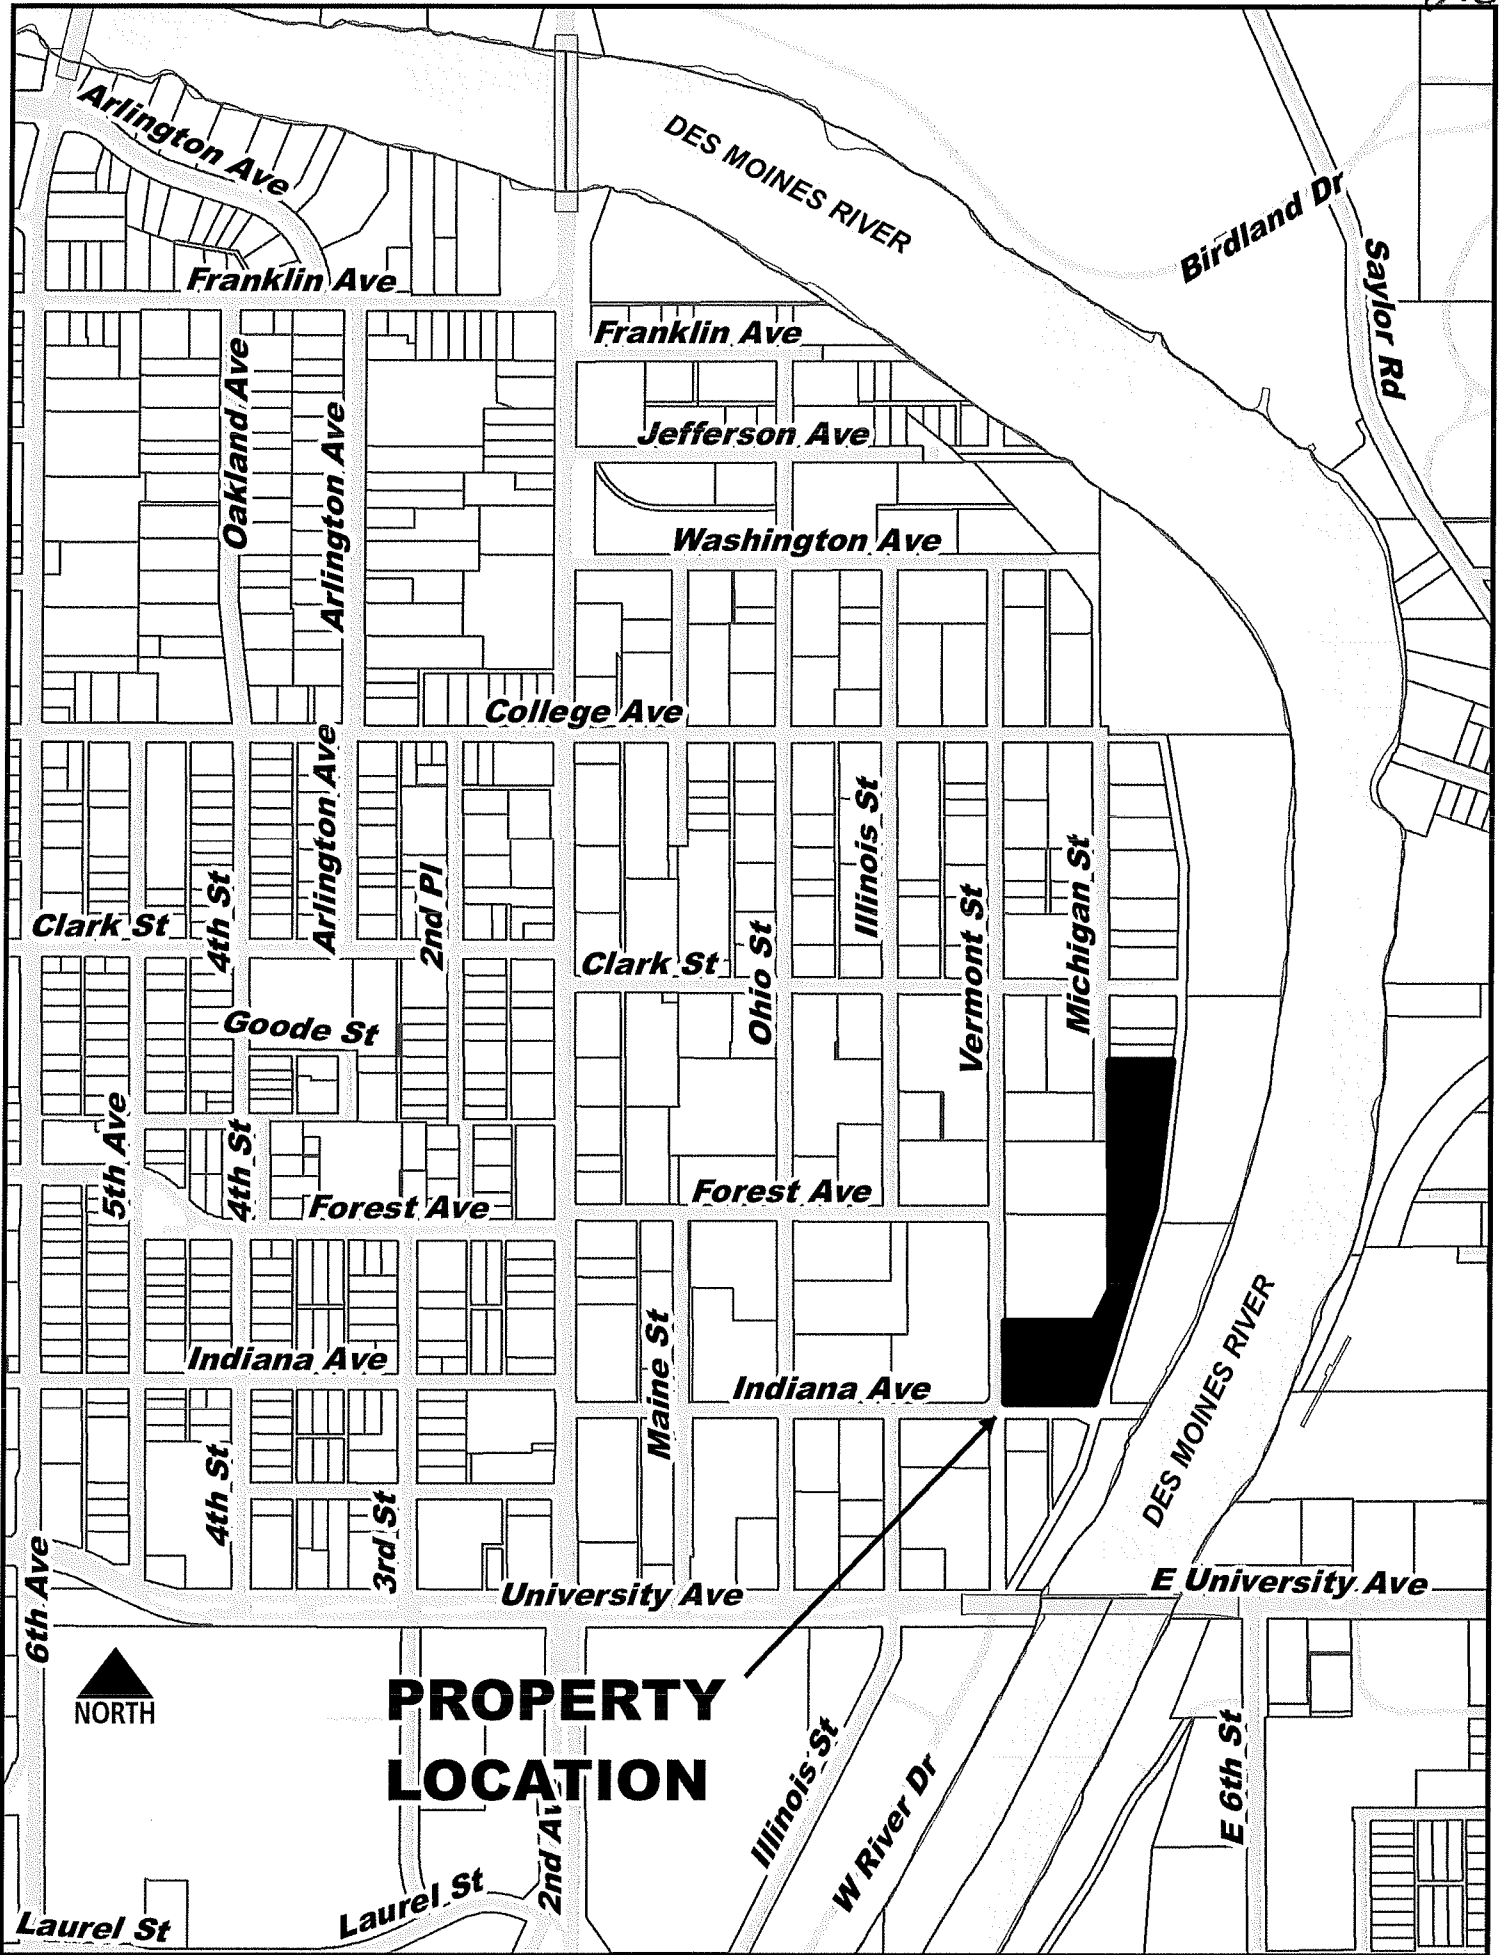 Arlington Ave
DES MOINES RIVER
Birdland Dr
Saylor Rd
Franklin Ave
Franklin Ave
Oakland Ave
Arlington Ave
Jefferson Ave
Washington Ave
College Ave
Arlington Ave
4th St
2nd Pl
Illinois St
Vermont St
Michigan St
Clark St
Clark St
Ohio St
Goode St
5th Ave
4th St
Forest Ave
Forest Ave
Indiana Ave
Maine St
Indiana Ave
DES MOINES RIVER
4th St
3rd St
6th Ave
University Ave
E University Ave
NORTH
PROPERTY
LOCATION
2nd Av
Illinois St
W River Dr
E 6th St
Laurel St
Laurel St